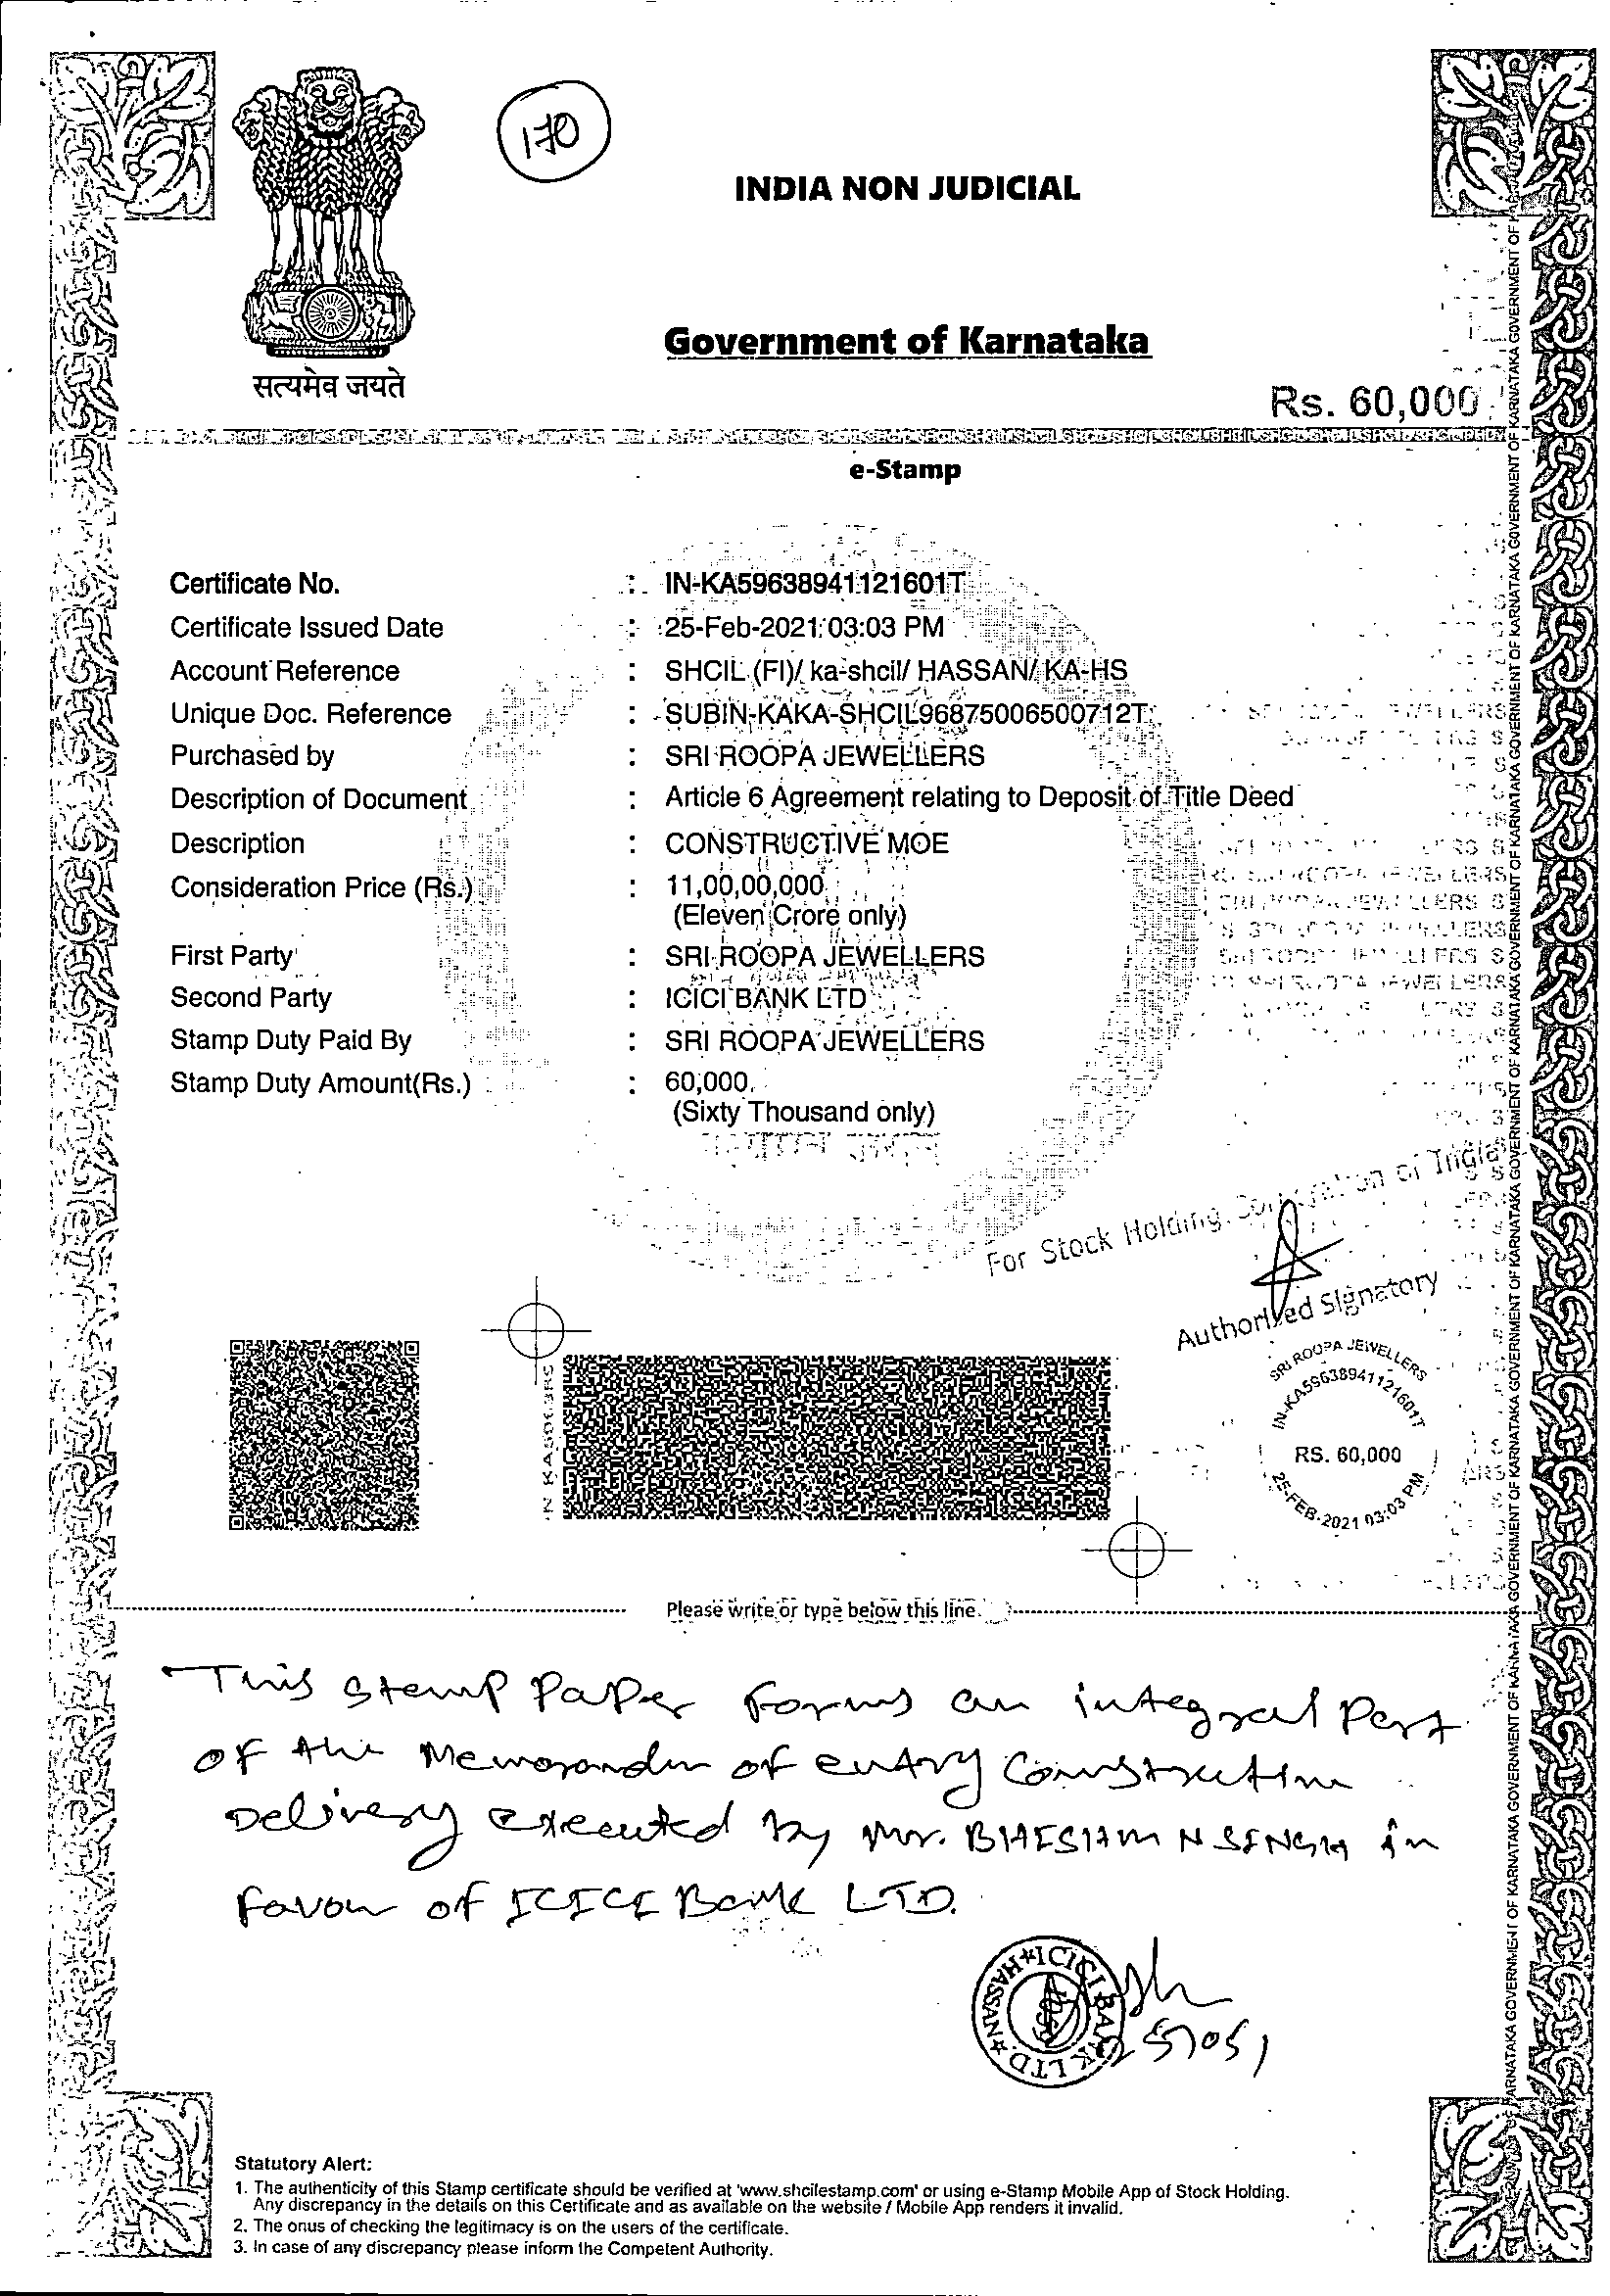 170
INDIA NON JUDICIAL
Government of Karnataka
सत्यमेव जयते
Rs. 60,000
e-Stamp
Certificate No. : IN-KA59638941121601T
Certificate Issued Date : 25-Feb-2021 03:03 PM
Account Reference : SHCIL (FI)/ ka-shcil/ HASSAN/ KA-HS
Unique Doc. Reference : SUBIN-KAKA-SHCIL96875006500712T
Purchased by : SRI ROOPA JEWELLERS
Description of Document : Article 6 Agreement relating to Deposit of Title Deed
Description : CONSTRUCTIVE MOE
Consideration Price (Rs.) : 11,00,00,000
(Eleven Crore only)
First Party : SRI ROOPA JEWELLERS
Second Party : ICICI BANK LTD
Stamp Duty Paid By : SRI ROOPA JEWELLERS
Stamp Duty Amount(Rs.) : 60,000
(Sixty Thousand only)
For Stock Holding
Authorised Signatory
SRI ROOPA JEWELLERS
IN-KA59638941121601T
RS. 60,000
25-FEB-2021 03:03 PM
Please write or type below this line
This Stamp Paper Forms an integral Part
of the Memorandum of entry Constructive
Delivery executed by Mr. in
Favour of ICICI Bank LTD.
ICICI BANK LTD. HASSAN
Statutory Alert:
1. The authenticity of this Stamp certificate should be verified at 'www.shcilestamp.com' or using e-Stamp Mobile App of Stock Holding.
Any discrepancy in the details on this Certificate and as available on the website / Mobile App renders it invalid.
2. The onus of checking the legitimacy is on the users of the certificate.
3. In case of any discrepancy please inform the Competent Authority.
GOVERNMENT OF KARNATAKA GOVERNMENT OF KARNATAKA GOVERNMENT OF KARNATAKA